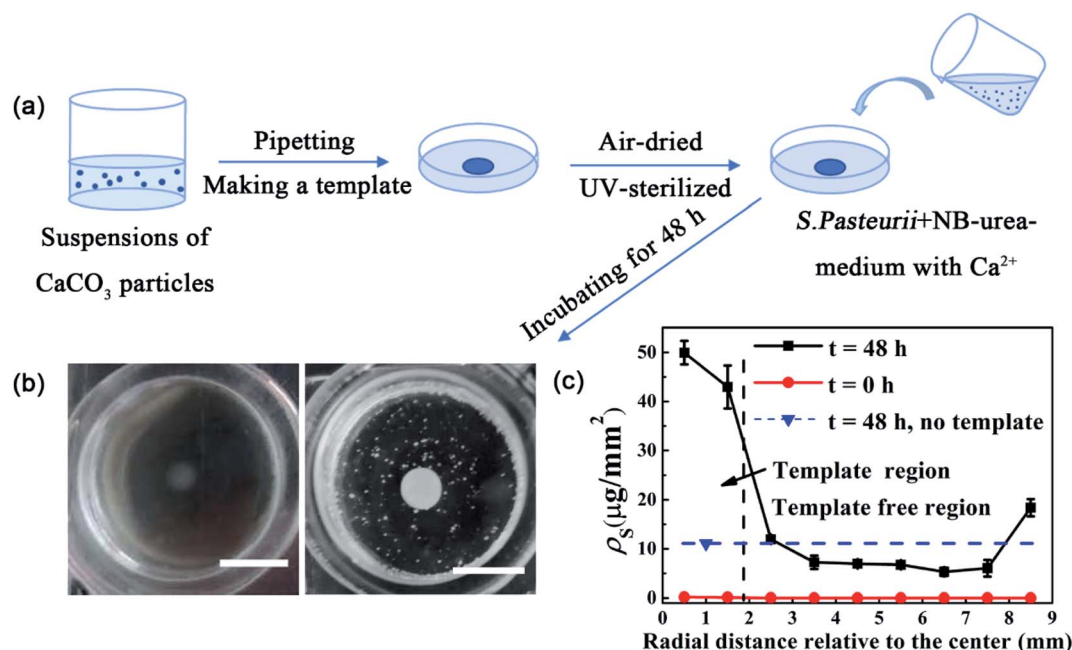 (a)
Pipetting
Making a template
Air-dried
UV-sterilized
Suspensions of
CaCO₃ particles
S.Pasteurii+NB-urea-
medium with Ca²⁺
Incubating for 48 h
(b)
(c)
50
40
30
20
10
0
ρS(μg/mm²)
t = 48 h
t = 0 h
t = 48 h, no template
Template region
Template free region
0 1 2 3 4 5 6 7 8 9
Radial distance relative to the center (mm)